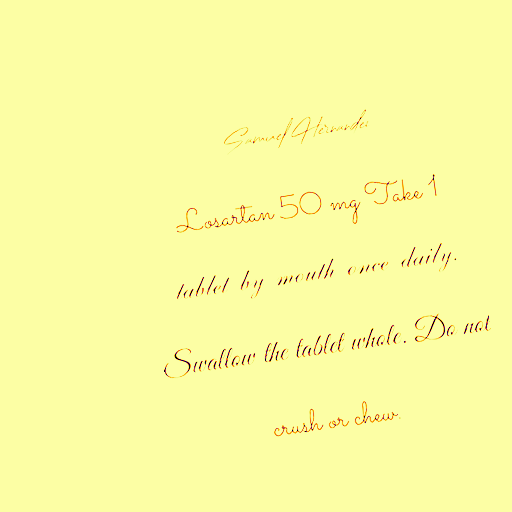 Samuel Hernandez
Losartan 50 mg Take 1
tablet by mouth once daily.
Swallow the tablet whole. Do not
crush or chew.